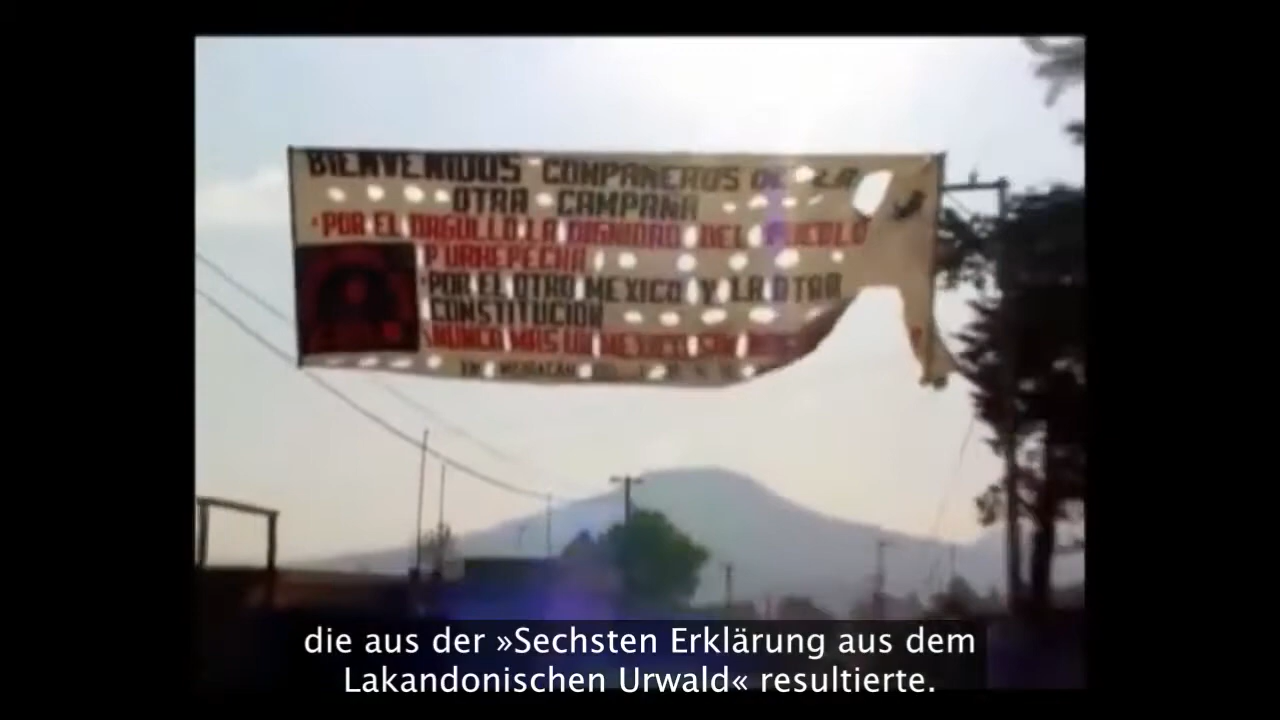 BIENVENIDOS COMPAÑEROS DE LA
OTRA CAMPAÑA
·POR EL ORGULLO LA DIGNIDAD DEL PUEBLO
PURHEPECHA
·POR EL OTRO MEXICO Y LA OTRA
CONSTITUCION
·NUNCA MAS UN MEXICO SIN
die aus der »Sechsten Erklärung aus dem
Lakandonischen Urwald« resultierte.